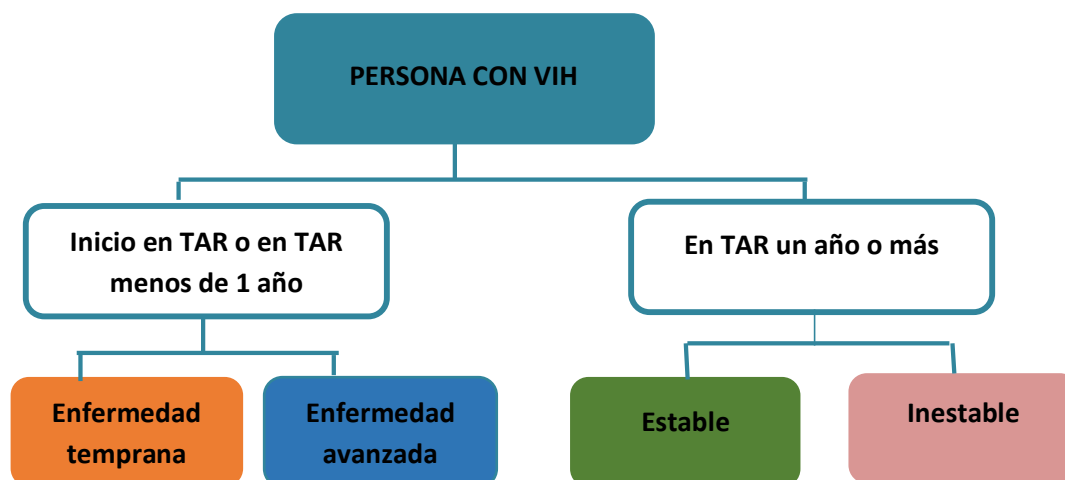 PERSONA CON VIH
Inicio en TAR o en TAR
menos de 1 año
En TAR un año o más
Enfermedad
temprana
Enfermedad
avanzada
Estable
Inestable